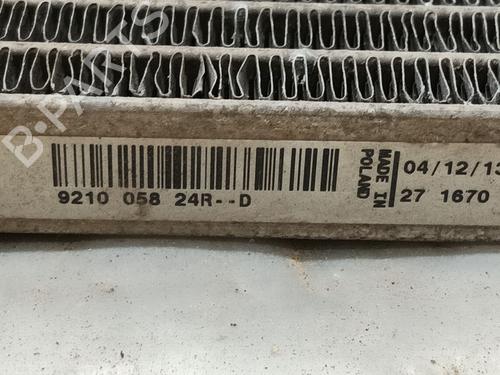 B-PARTS
9210 058 24R--D
MADE IN
POLAND
04/12/13
27 1670